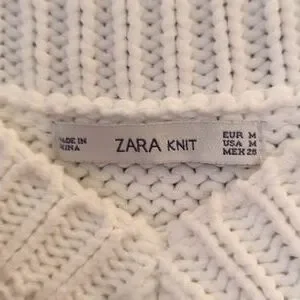 MADE IN
CHINA
ZARA KNIT
EUR M
USA M
MEX 28